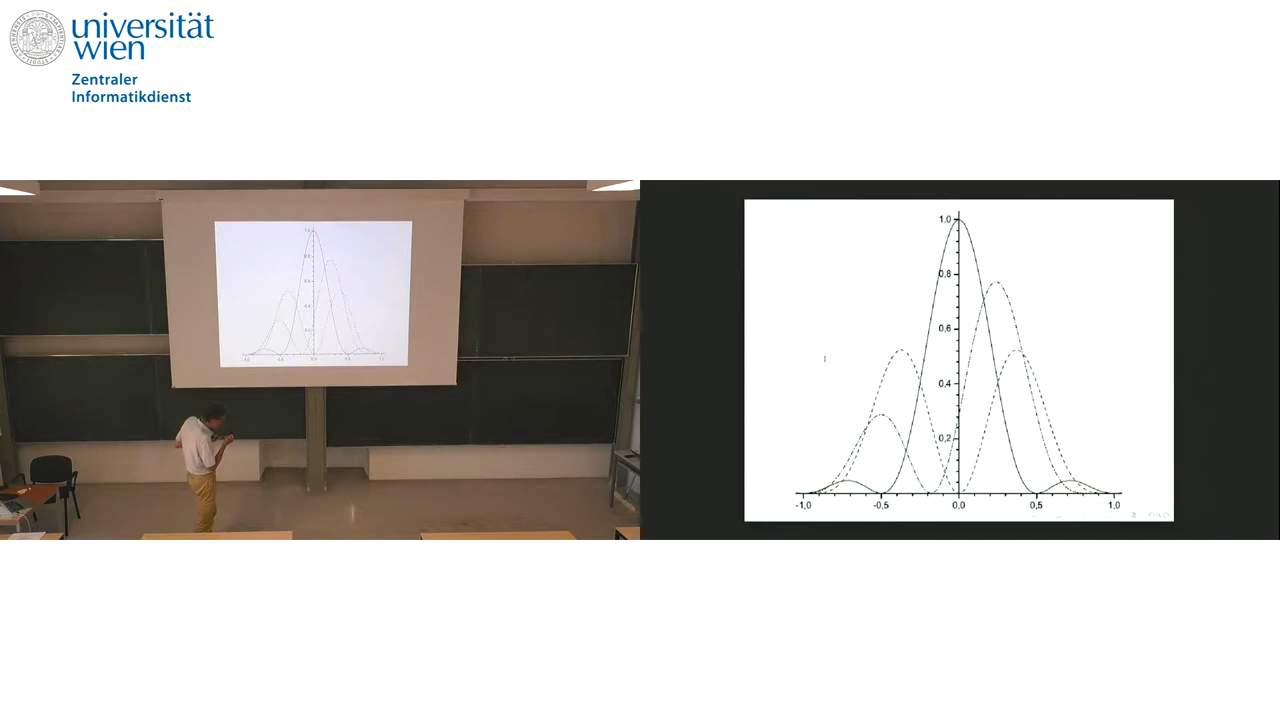 universität
wien
Zentraler
Informatikdienst
1,0
0,8
0,6
0,4
0,2
-1,0 -0,5 0,0 0,5 1,0